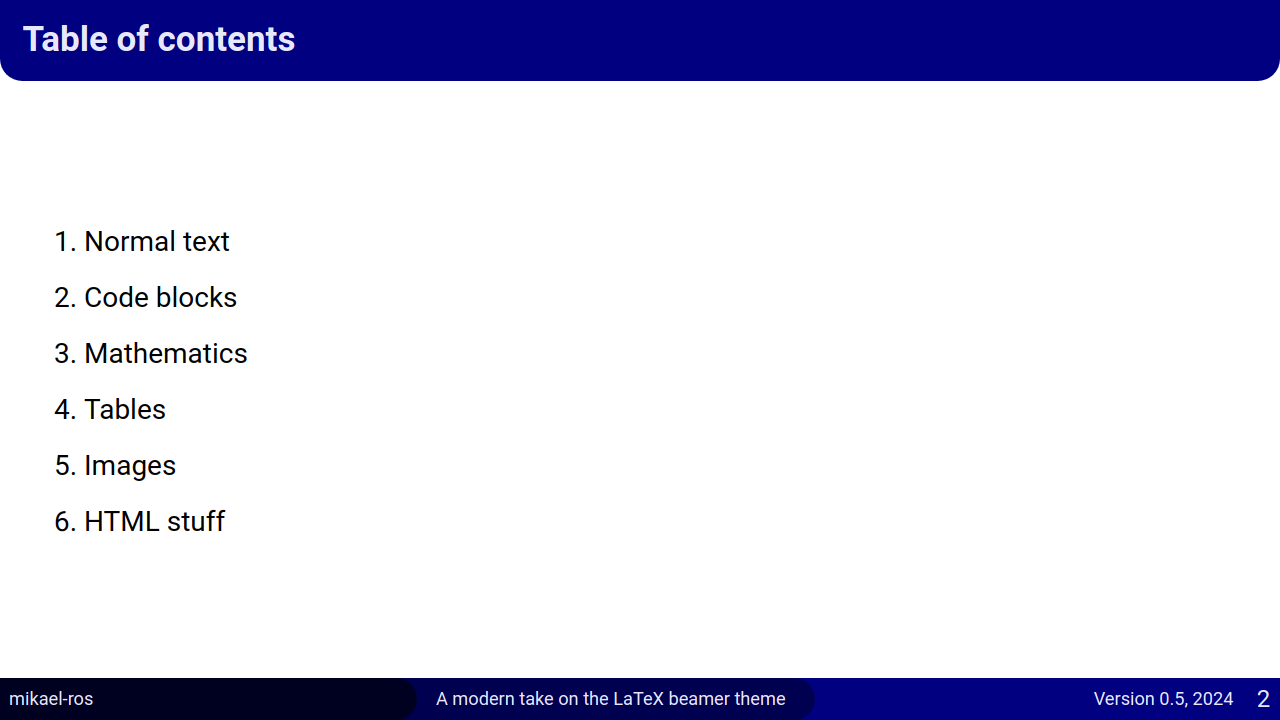 Table of contents
1. Normal text
2. Code blocks
3. Mathematics
4. Tables
5. Images
6. HTML stuff
mikael-ros
A modern take on the LaTeX beamer theme
Version 0.5, 2024
2